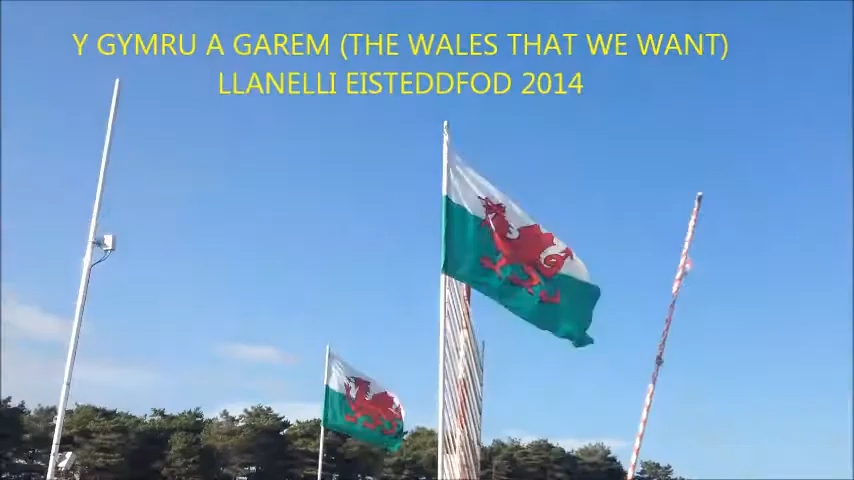 Y GYMRU A GAREM (THE WALES THAT WE WANT)
LLANELLI EISTEDDFOD 2014